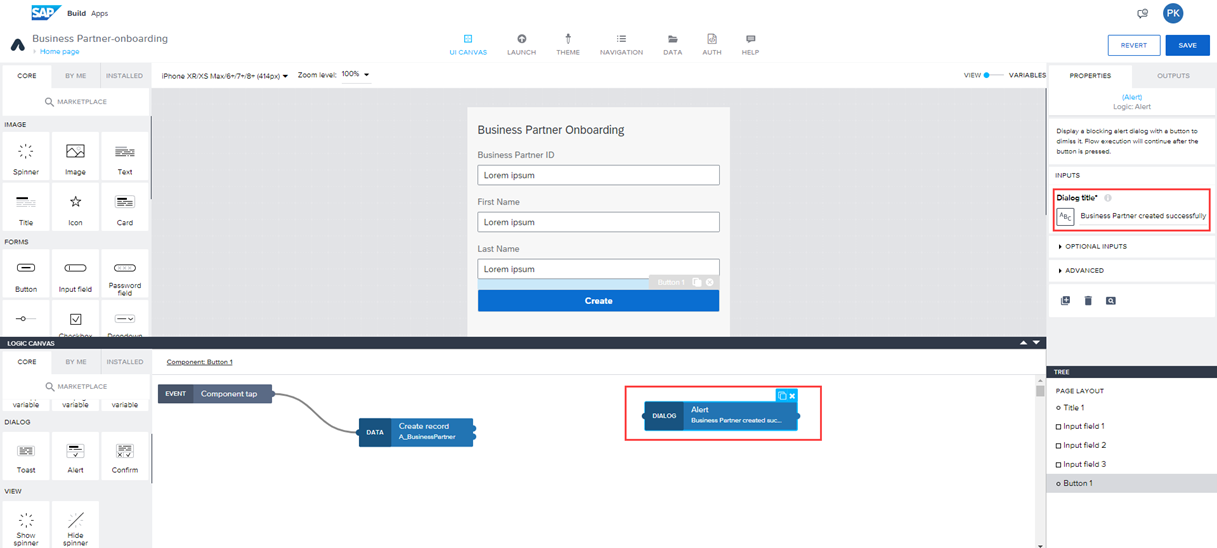 SAP Build Apps
PK
Business Partner-onboarding
Home page
UI CANVAS
LAUNCH
THEME
NAVIGATION
DATA
AUTH
HELP
REVERT
SAVE
CORE
BY ME
INSTALLED
iPhone XR/XS Max/6+/7+/8+ (414px)
Zoom level: 100%
VIEW
VARIABLES
PROPERTIES
OUTPUTS
MARKETPLACE
(Alert)
Logic: Alert
IMAGE
Spinner
Image
Text
Title
Icon
Card
FORMS
Button
Input field
Password
field
Checkbox
Dropdown
Business Partner Onboarding
Business Partner ID
Lorem ipsum
First Name
Lorem ipsum
Last Name
Lorem ipsum
Button 1
Create
Display a blocking alert dialog with a button to
dimiss it. Flow execution will continue after the
button is pressed.
INPUTS
Dialog title*
ABC
Business Partner created successfully
OPTIONAL INPUTS
ADVANCED
LOGIC CANVAS
CORE
BY ME
INSTALLED
Component: Button 1
MARKETPLACE
variable
variable
variable
DIALOG
Toast
Alert
Confirm
VIEW
Show
spinner
Hide
spinner
EVENT
Component tap
DATA
Create record
A_BusinessPartner
DIALOG
Alert
Business Partner created suc...
TREE
PAGE LAYOUT
Title 1
Input field 1
Input field 2
Input field 3
Button 1